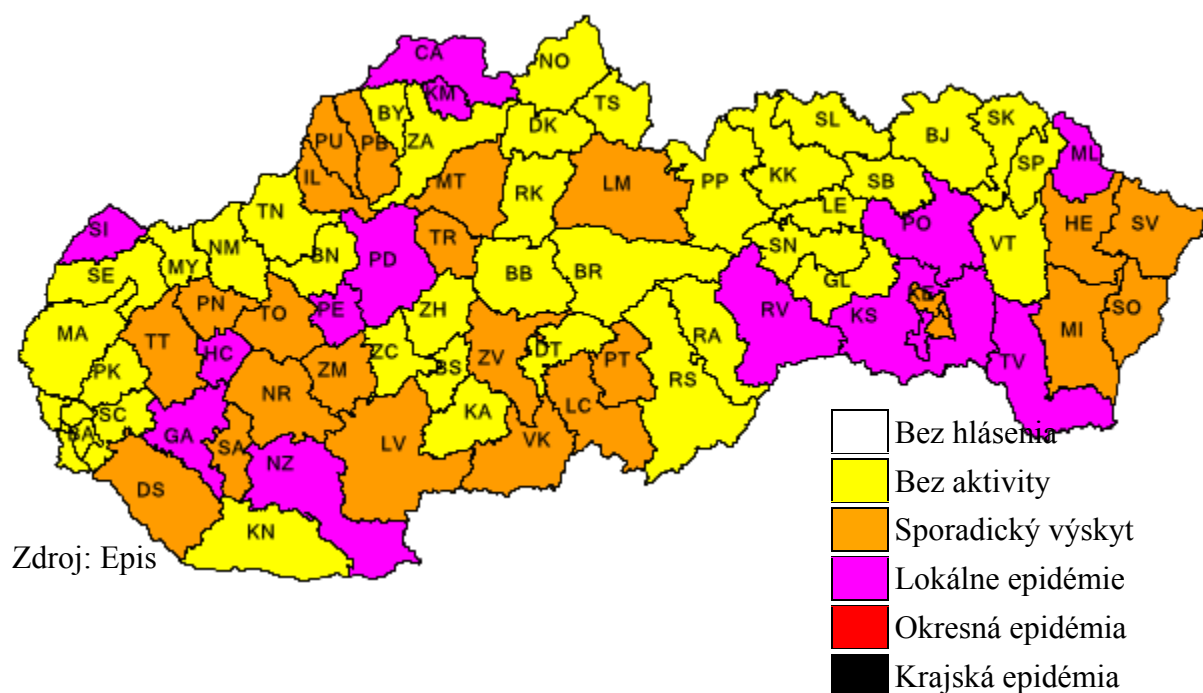 CA
NO
KM
TS
BY
PU
PB
ZA
DK
SL
BJ
SK
SP
ML
IL
MT
RK
LM
PP
KK
SB
LE
PO
HE
SV
TN
SI
NM
MY
BN
PD
TR
SN
VT
SE
BB
BR
GL
PN
TO
PE
ZH
RV
KS
KE
SO
MA
TT
HC
ZM
ZC
BS
ZV
DT
PT
RA
RS
MI
TV
PK
NR
SC
BA
GA
SA
KA
LC
LV
VK
NZ
DS
KN
Zdroj: Epis
Bez hlásenia
Bez aktivity
Sporadický výskyt
Lokálne epidémie
Okresná epidémia
Krajská epidémia